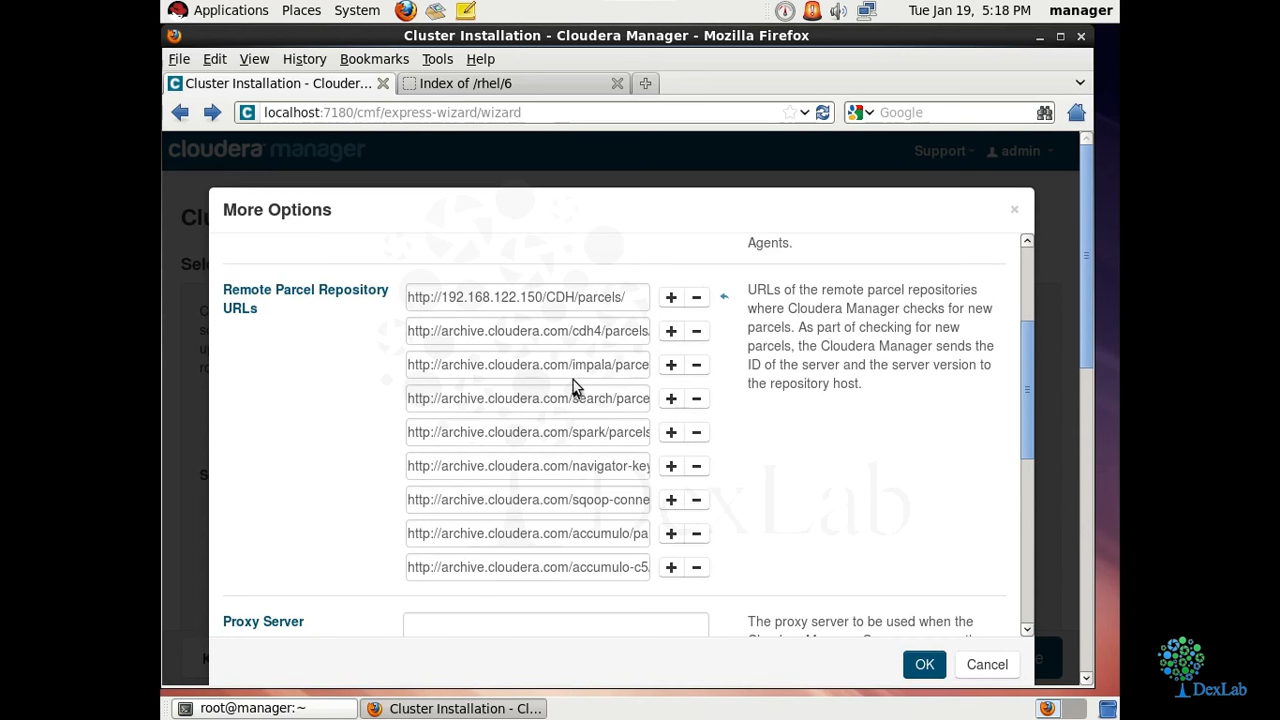 Applications Places System Tue Jan 19, 5:18 PM manager
Cluster Installation - Cloudera Manager - Mozilla Firefox
File Edit View History Bookmarks Tools Help
Cluster Installation - Clouder... Index of /rhel/6
localhost:7180/cmf/express-wizard/wizard Google
cloudera manager Support admin
More Options
Agents.
Remote Parcel Repository
URLs
http://192.168.122.150/CDH/parcels/
http://archive.cloudera.com/cdh4/parcels
http://archive.cloudera.com/impala/parce
http://archive.cloudera.com/search/parce
http://archive.cloudera.com/spark/parcels
http://archive.cloudera.com/navigator-key
http://archive.cloudera.com/sqoop-conne
http://archive.cloudera.com/accumulo/pa
http://archive.cloudera.com/accumulo-c5
URLs of the remote parcel repositories
where Cloudera Manager checks for new
parcels. As part of checking for new
parcels, the Cloudera Manager sends the
ID of the server and the server version to
the repository host.
DexLab
Proxy Server
The proxy server to be used when the
OK Cancel
root@manager:~ Cluster Installation - Cl...
DexLab